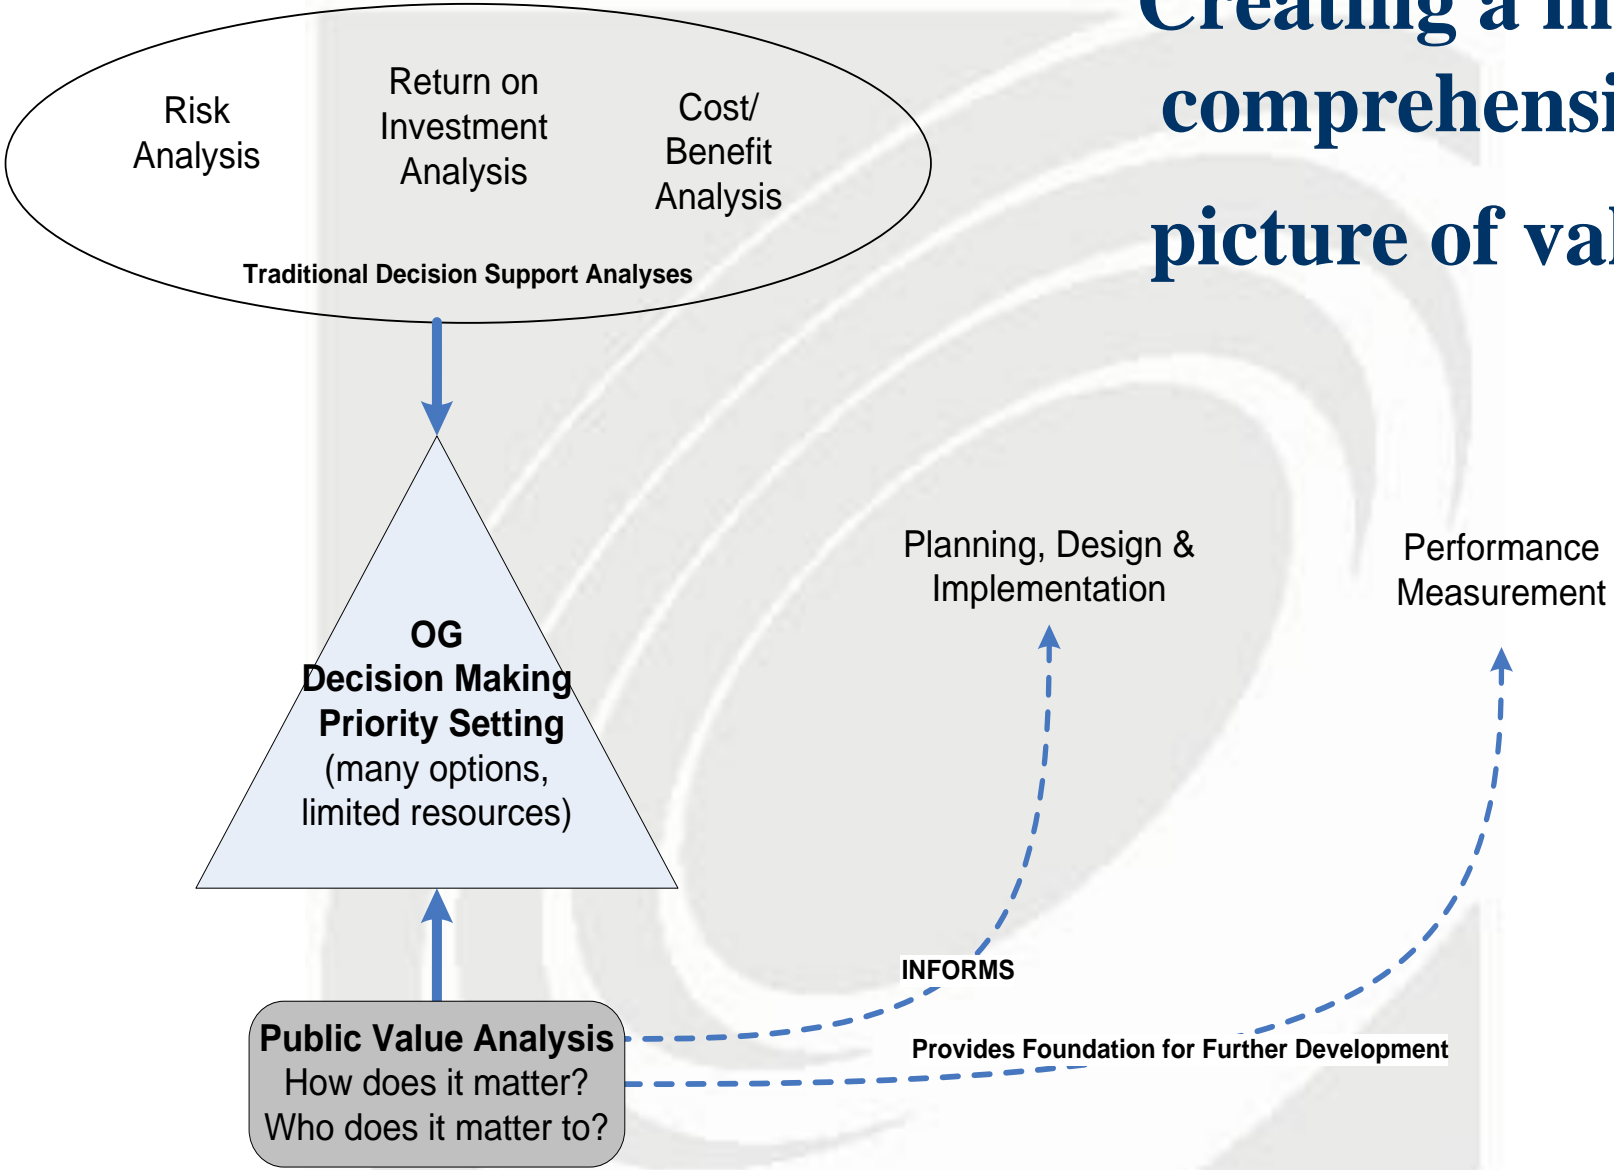 Creating a
comprehensi
picture of val
Risk
Analysis
Return on
Investment
Analysis
Cost/
Benefit
Analysis
Traditional Decision Support Analyses
OG
Decision Making
Priority Setting
(many options,
limited resources)
Planning, Design &
Implementation
Performance
Measurement
INFORMS
Provides Foundation for Further Development
Public Value Analysis
How does it matter?
Who does it matter to?